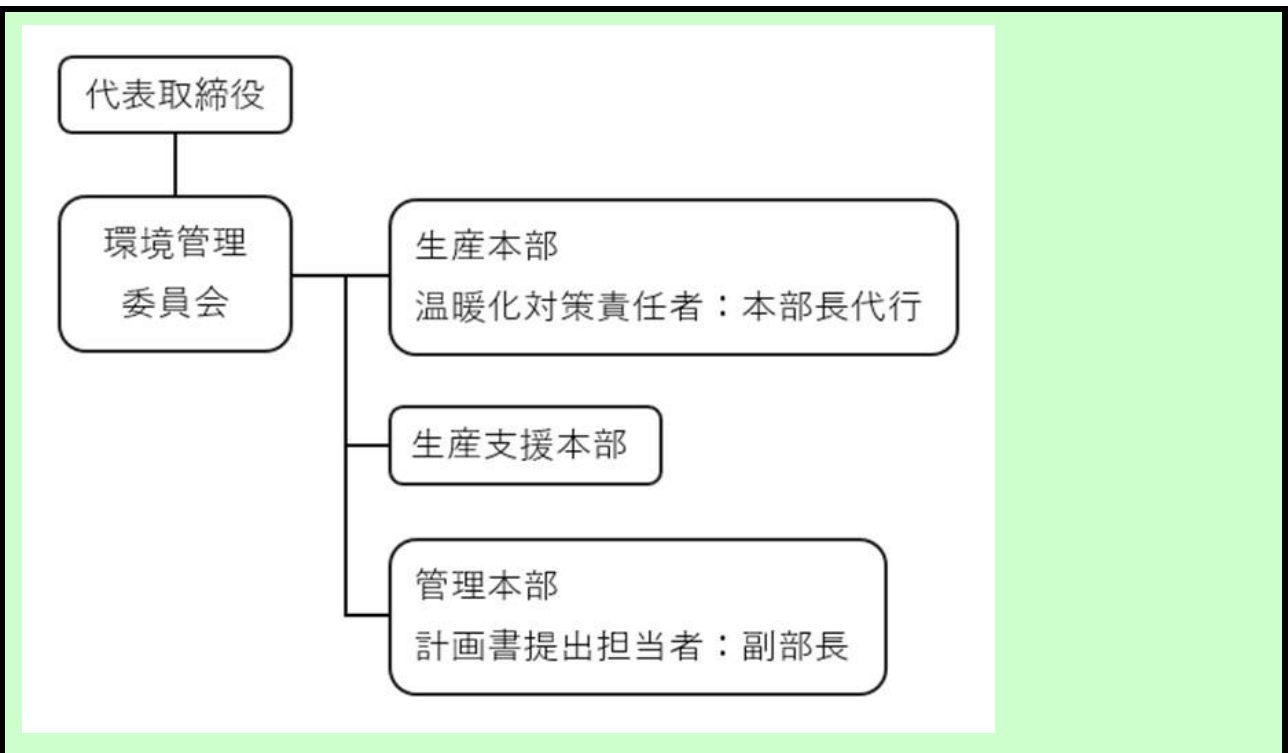 代表取締役
環境管理
委員会
生産本部
温暖化対策責任者：本部長代行
生産支援本部
管理本部
計画書提出担当者：副部長